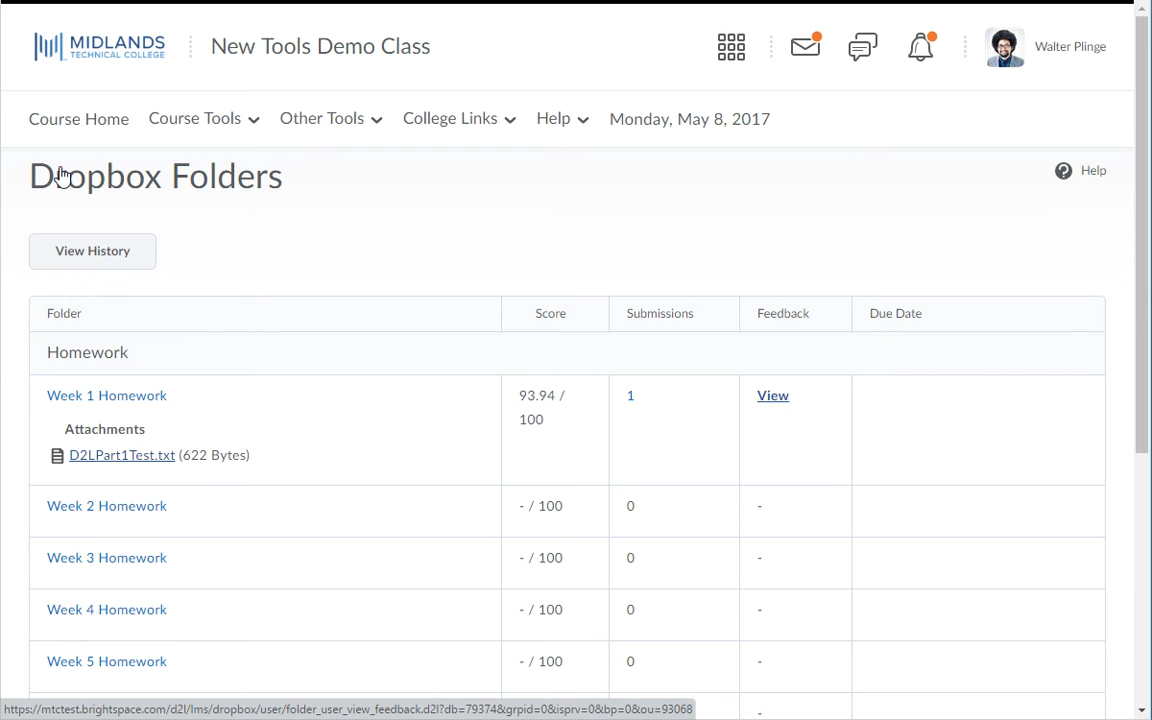 MIDLANDS
TECHNICAL COLLEGE
New Tools Demo Class
Walter Plinge
Course Home Course Tools Other Tools College Links Help Monday, May 8, 2017
Dropbox Folders
Help
View History
Folder Score Submissions Feedback Due Date
Homework
Week 1 Homework 93.94 / 1 View
100
Attachments
D2LPart1Test.txt (622 Bytes)
Week 2 Homework - / 100 0 -
Week 3 Homework - / 100 0 -
Week 4 Homework - / 100 0 -
Week 5 Homework - / 100 0 -
-
https://mtctest.brightspace.com/d2l/lms/dropbox/user/folder_user_view_feedback.d2l?db=79374&grpid=0&isprv=0&bp=0&ou=93068